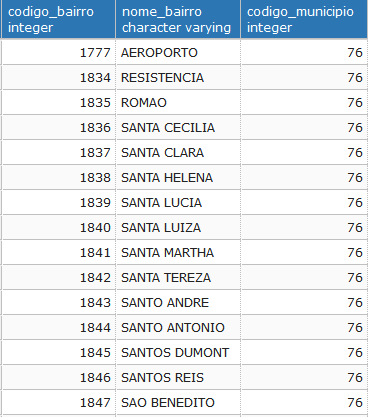 codigo_bairro nome_bairro codigo_municipio
integer character varying integer
1777 AEROPORTO 76
1834 RESISTENCIA 76
1835 ROMAO 76
1836 SANTA CECILIA 76
1837 SANTA CLARA 76
1838 SANTA HELENA 76
1839 SANTA LUCIA 76
1840 SANTA LUIZA 76
1841 SANTA MARTHA 76
1842 SANTA TEREZA 76
1843 SANTO ANDRE 76
1844 SANTO ANTONIO 76
1845 SANTOS DUMONT 76
1846 SANTOS REIS 76
1847 SAO BENEDITO 76